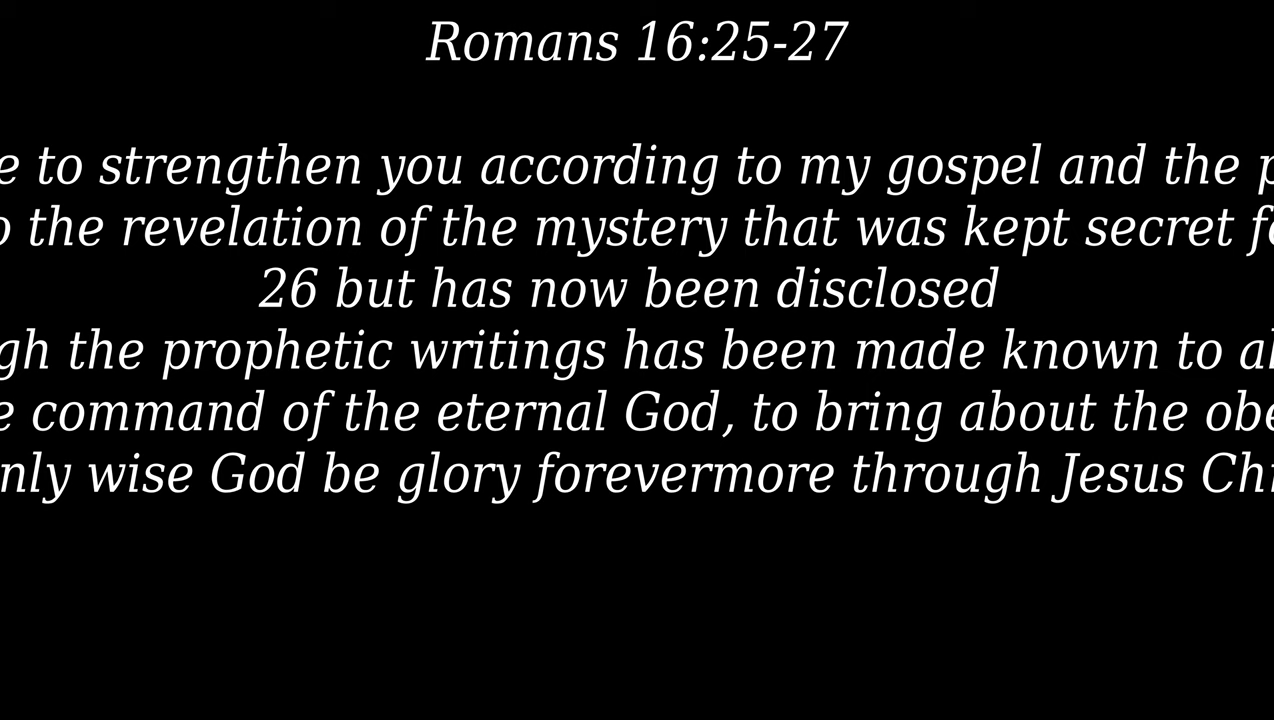 Romans 16:25-27
e to strengthen you according to my gospel and the p
o the revelation of the mystery that was kept secret fo
26 but has now been disclosed
gh the prophetic writings has been made known to al
e command of the eternal God, to bring about the obe
nly wise God be glory forevermore through Jesus Chr